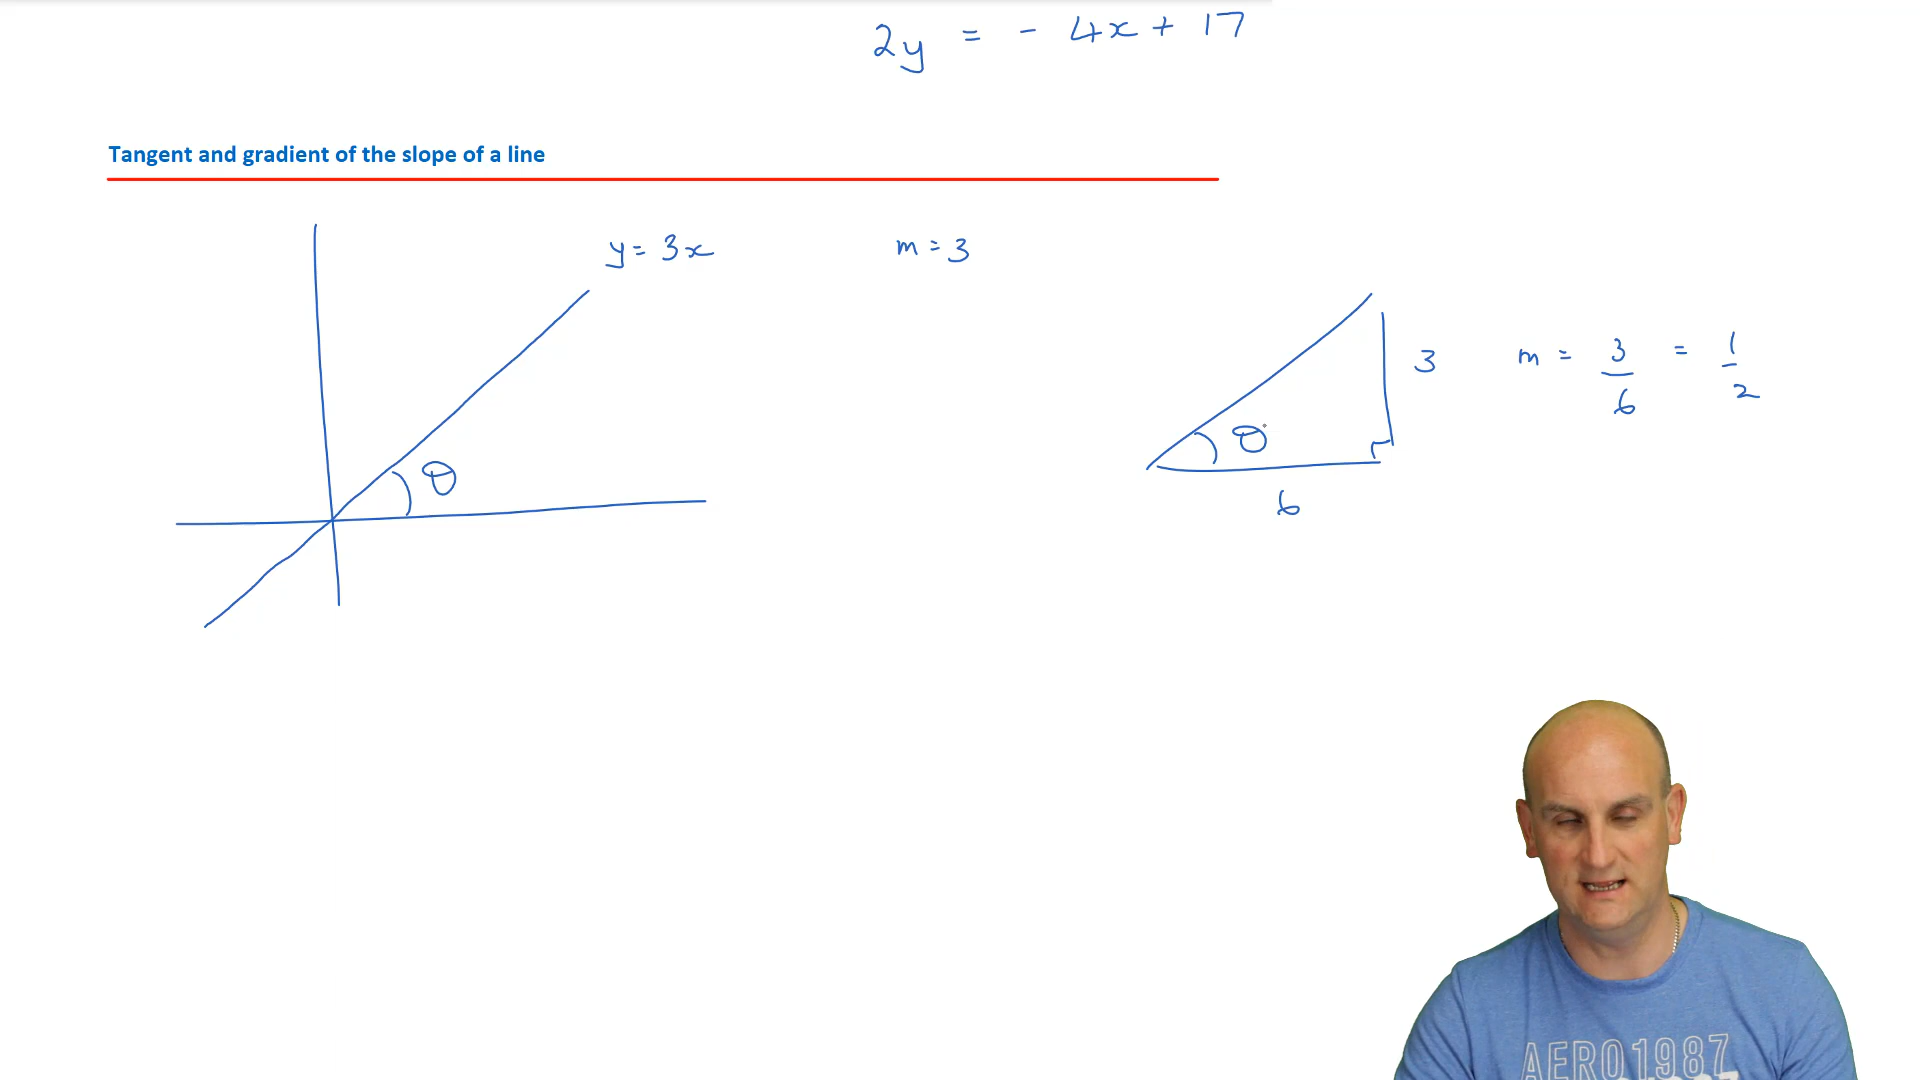 2y = - 4x + 17
Tangent and gradient of the slope of a line
y = 3x
m = 3
θ
3
m = 3/6 = 1/2
θ
6
AERO1987